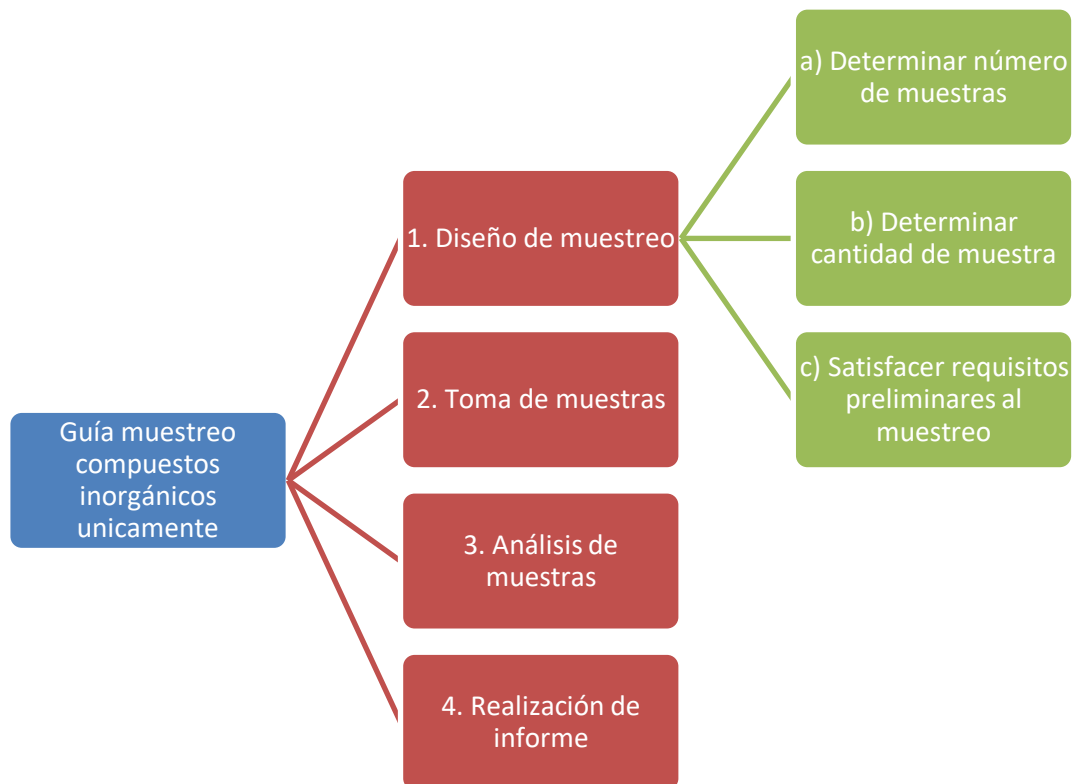 Guía muestreo
compuestos
inorgánicos
unicamente
1. Diseño de muestreo
a) Determinar número
de muestras
b) Determinar
cantidad de muestra
c) Satisfacer requisitos
preliminares al
muestreo
2. Toma de muestras
3. Análisis de
muestras
4. Realización de
informe